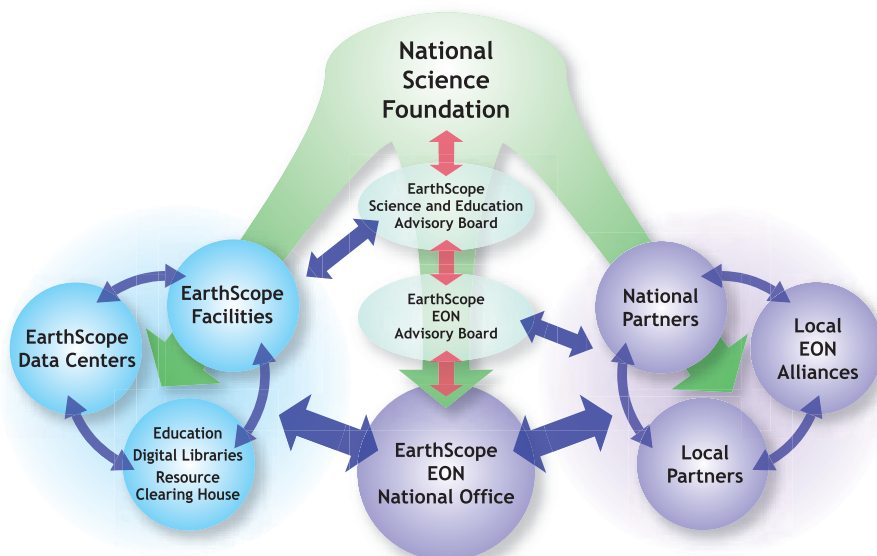 National
Science
Foundation
EarthScope
Science and Education
Advisory Board
EarthScope
Facilities
EarthScope
EON
Advisory Board
National
Partners
EarthScope
Data Centers
Local
EON
Alliances
Education
Digital Libraries
Resource
Clearing House
EarthScope
EON
National Office
Local
Partners